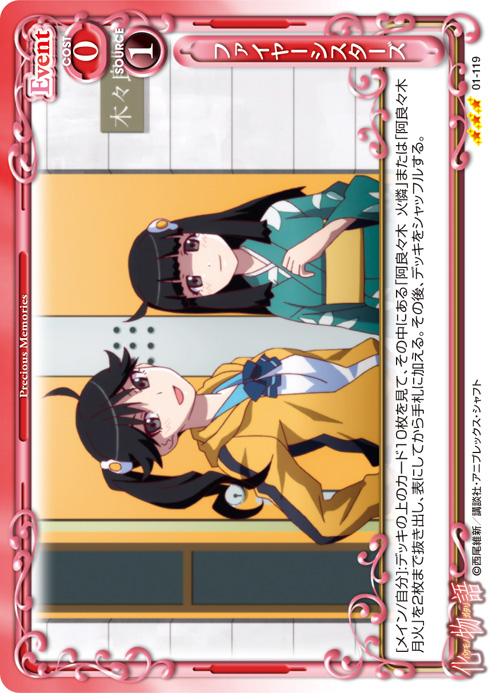 Event
COST
0
SOURCE
1
ファイヤーシスターズ
Precious Memories
木々
[メイン/自分]:デッキの上のカード10枚を見て、その中にある「阿良々木 火憐」または「阿良々木
月火」を2枚まで抜き出し、表にしてから手札に加える。その後、デッキをシャッフルする。
化物語
©西尾維新／講談社・アニプレックス・シャフト
01-119